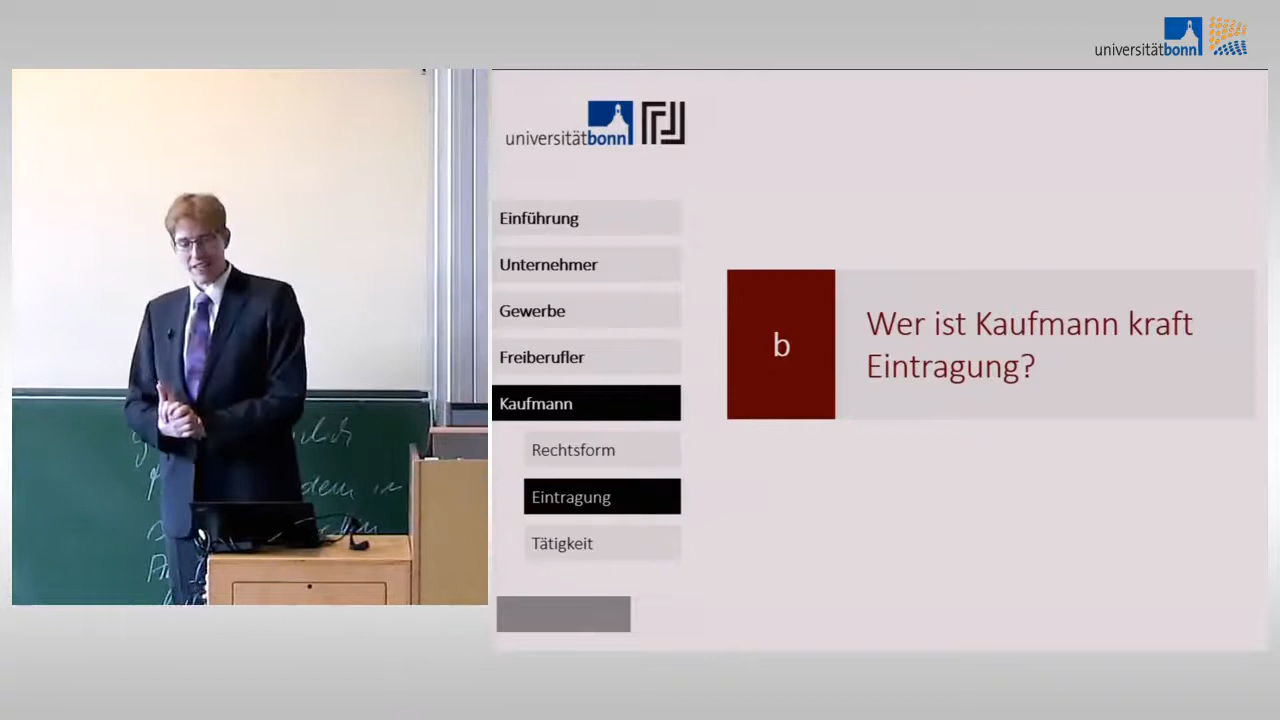 universitätbonn
universitätbonn
Einführung
Unternehmer
Gewerbe
Freiberufler
Kaufmann
Rechtsform
Eintragung
Tätigkeit
b
Wer ist Kaufmann kraft
Eintragung?